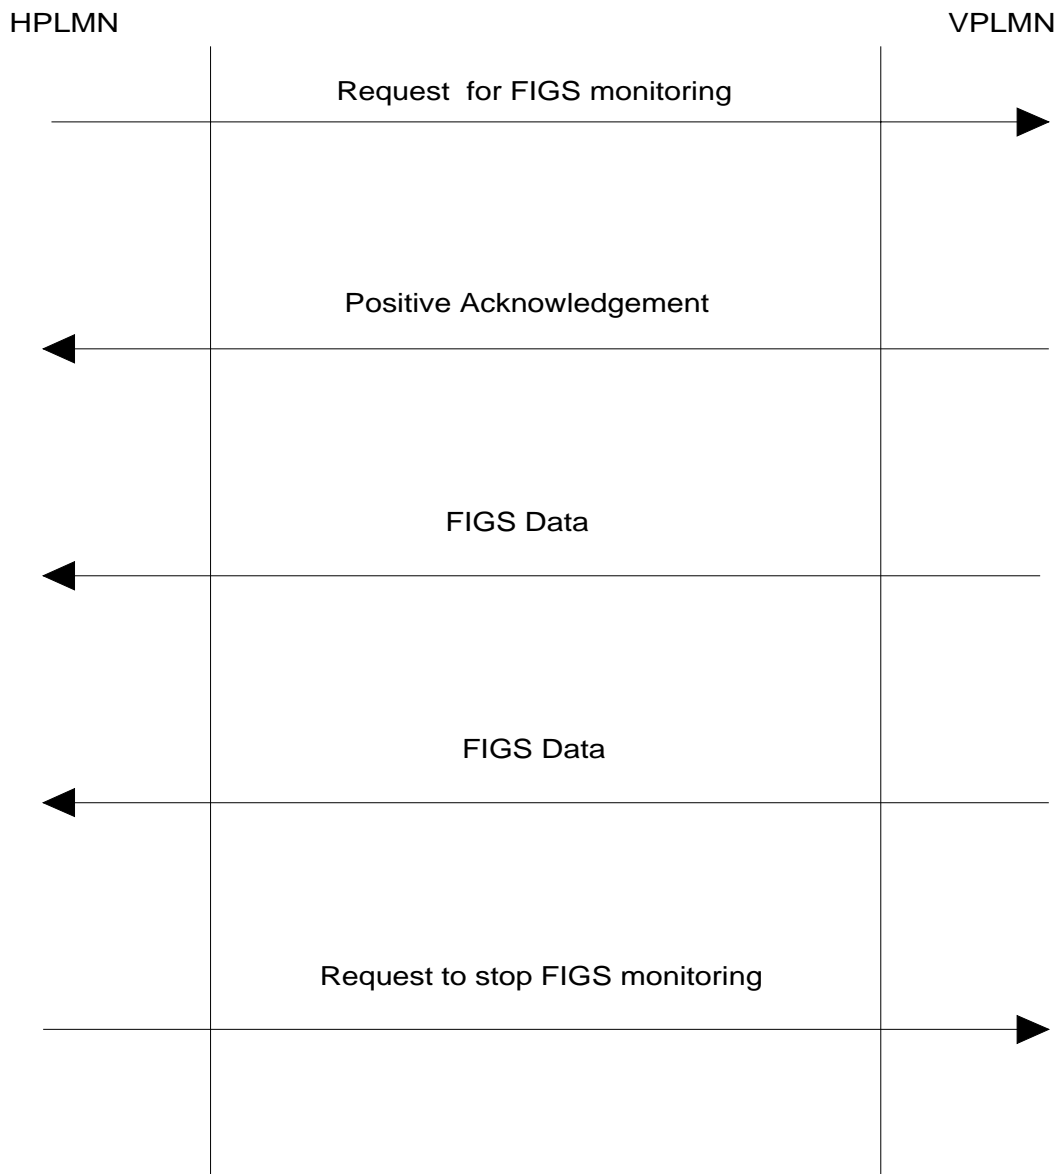 HPLMN
VPLMN
Request for FIGS monitoring
Positive Acknowledgement
FIGS Data
FIGS Data
Request to stop FIGS monitoring